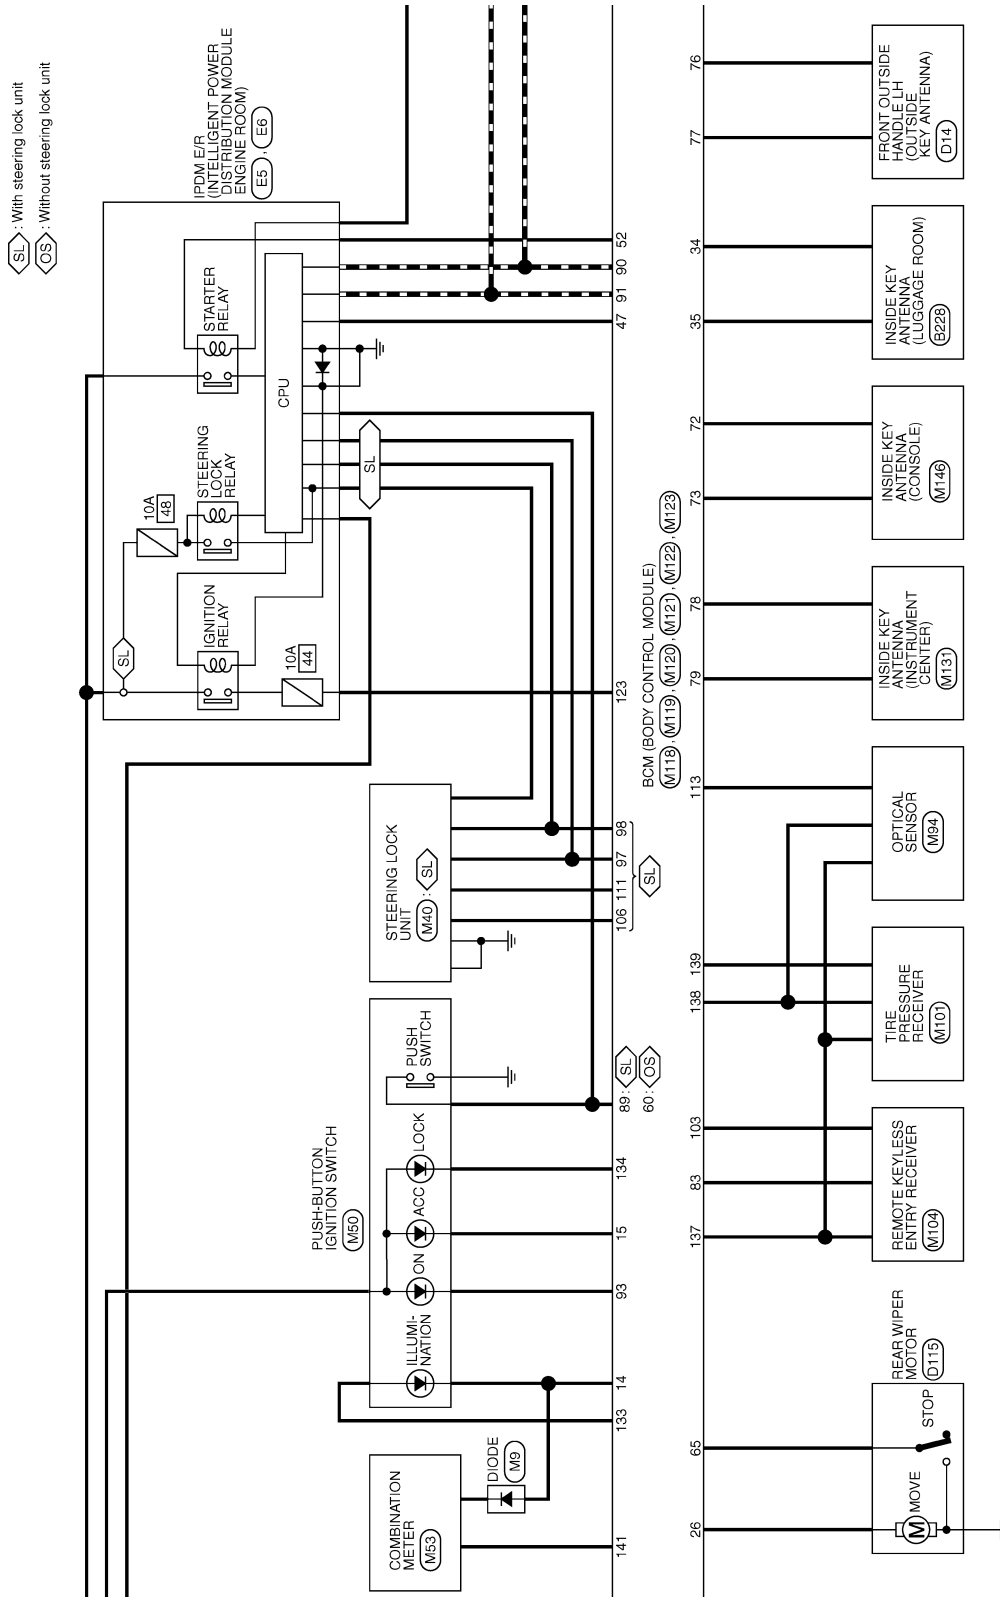 SL : With steering lock unit
OS : Without steering lock unit
IPDM E/R
(INTELLIGENT POWER
DISTRIBUTION MODULE
ENGINE ROOM)
E5 , E6
STARTER
RELAY
STEERING
LOCK
RELAY
10A
48
IGNITION
RELAY
10A
44
SL
CPU
SL
52
90
91
47
123
98
97
111
106
SL
89 : SL
60 : OS
134
15
93
14
133
141
STEERING LOCK
UNIT
M40 : SL
PUSH-BUTTON
IGNITION SWITCH
M50
PUSH
SWITCH
LOCK
ACC
ON
ILLUMI-
NATION
COMBINATION
METER
M53
DIODE
M9
BCM (BODY CONTROL MODULE)
M118 , M119 , M120 , M121 , M122 , M123
76
77
34
35
72
73
78
79
113
139
138
103
83
137
65
26
FRONT OUTSIDE
HANDLE LH
(OUTSIDE
KEY ANTENNA)
D14
INSIDE KEY
ANTENNA
(LUGGAGE ROOM)
B228
INSIDE KEY
ANTENNA
(CONSOLE)
M146
INSIDE KEY
ANTENNA
(INSTRUMENT
CENTER)
M131
OPTICAL
SENSOR
M94
TIRE
PRESSURE
RECEIVER
M101
REMOTE KEYLESS
ENTRY RECEIVER
M104
REAR WIPER
MOTOR
D115
STOP
MOVE
M